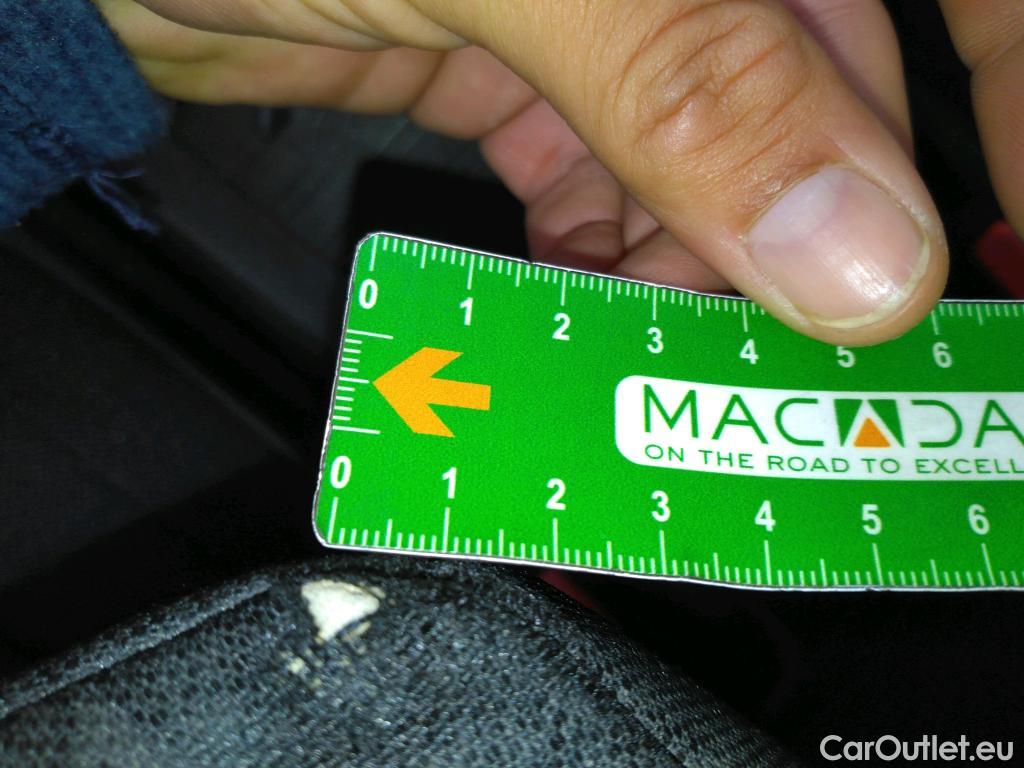 0 1 2 3 4 5 6
MACADA
ON THE ROAD TO EXCELL
0 1 2 3 4 5 6
CarOutlet.eu